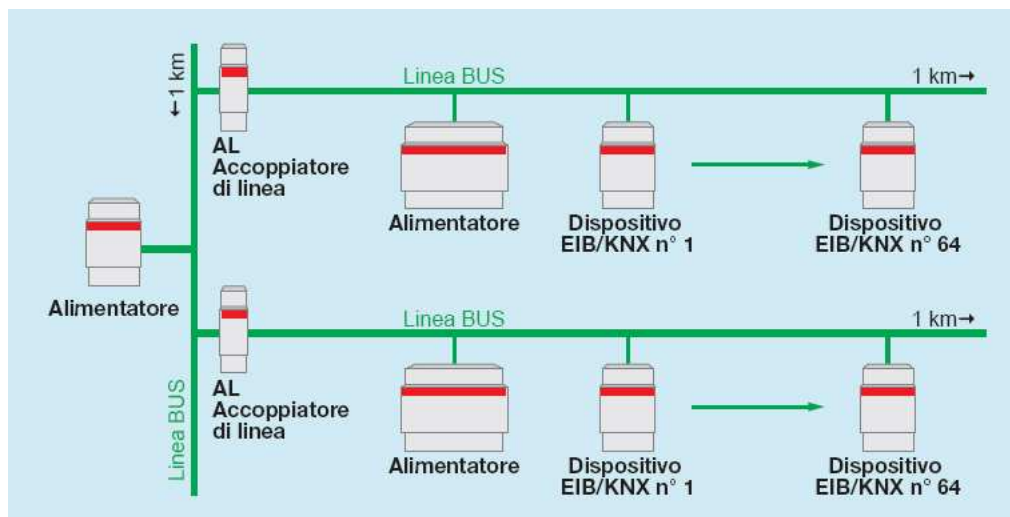 ←1 km
Linea BUS
1 km→
AL
Accoppiatore
di linea
Alimentatore
Dispositivo
EIB/KNX n° 1
Dispositivo
EIB/KNX n° 64
Alimentatore
Linea BUS
1 km→
AL
Accoppiatore
di linea
Linea BUS
Alimentatore
Dispositivo
EIB/KNX n° 1
Dispositivo
EIB/KNX n° 64